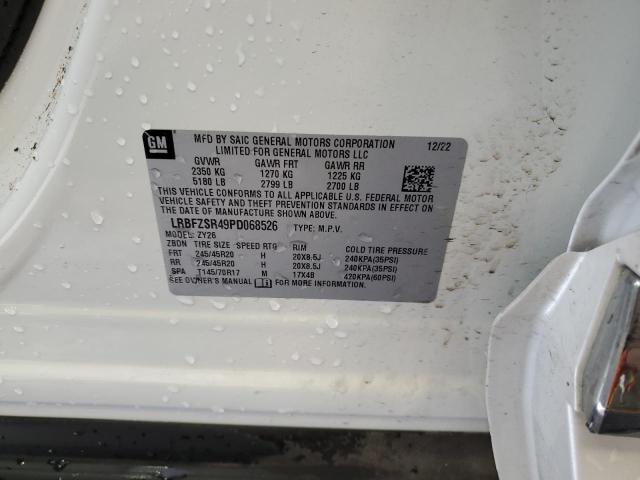 GM
MFD BY SAIC GENERAL MOTORS CORPORATION 12/22
LIMITED FOR GENERAL MOTORS LLC
GVWR GAWR FRT GAWR RR
2350 KG 1270 KG 1225 KG
5180 LB 2799 LB 2700 LB
THIS VEHICLE CONFORMS TO ALL APPLICABLE U.S. FEDERAL MOTOR
VEHICLE SAFETY AND THEFT PREVENTION STANDARDS IN EFFECT ON
THE DATE OF MANUFACTURE SHOWN ABOVE.
LRBFZSR49PD068526 TYPE: M.P.V.
MODEL: ZY26
ZBDN TIRE SIZE SPEED RTG RIM COLD TIRE PRESSURE
FRT 245/45R20 H 20X8.5J 240KPA(35PSI)
RR 245/45R20 H 20X8.5J 240KPA(35PSI)
SPA T145/70R17 M 17X4B 420KPA(60PSI)
SEE OWNER'S MANUAL FOR MORE INFORMATION.